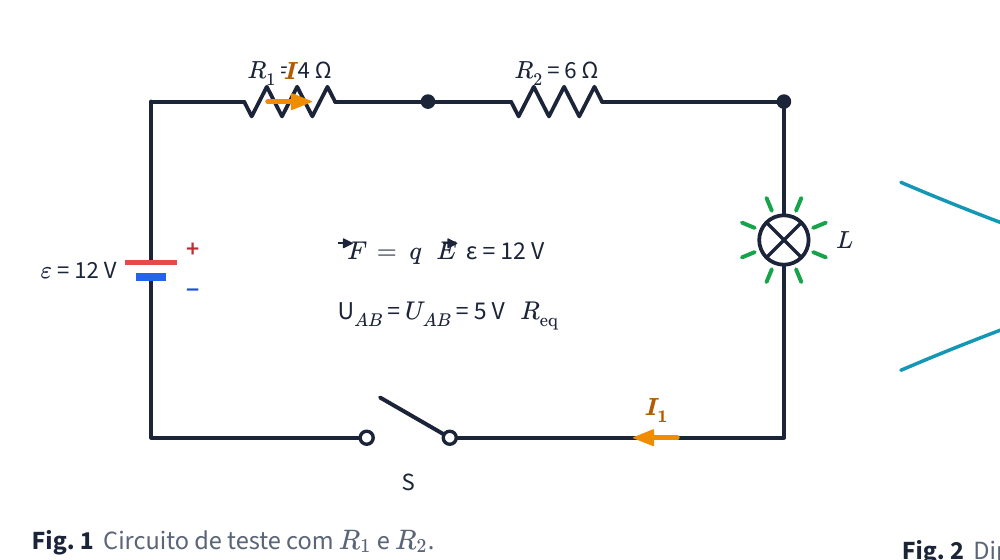 R₁ = 4 Ω
I
R₂ = 6 Ω
L
+
ε = 12 V
−
F⃗ = q E⃗ ε = 12 V
U_AB = U_AB = 5 V R_eq
I₁
S
Fig. 1 Circuito de teste com R₁ e R₂.
Fig. 2